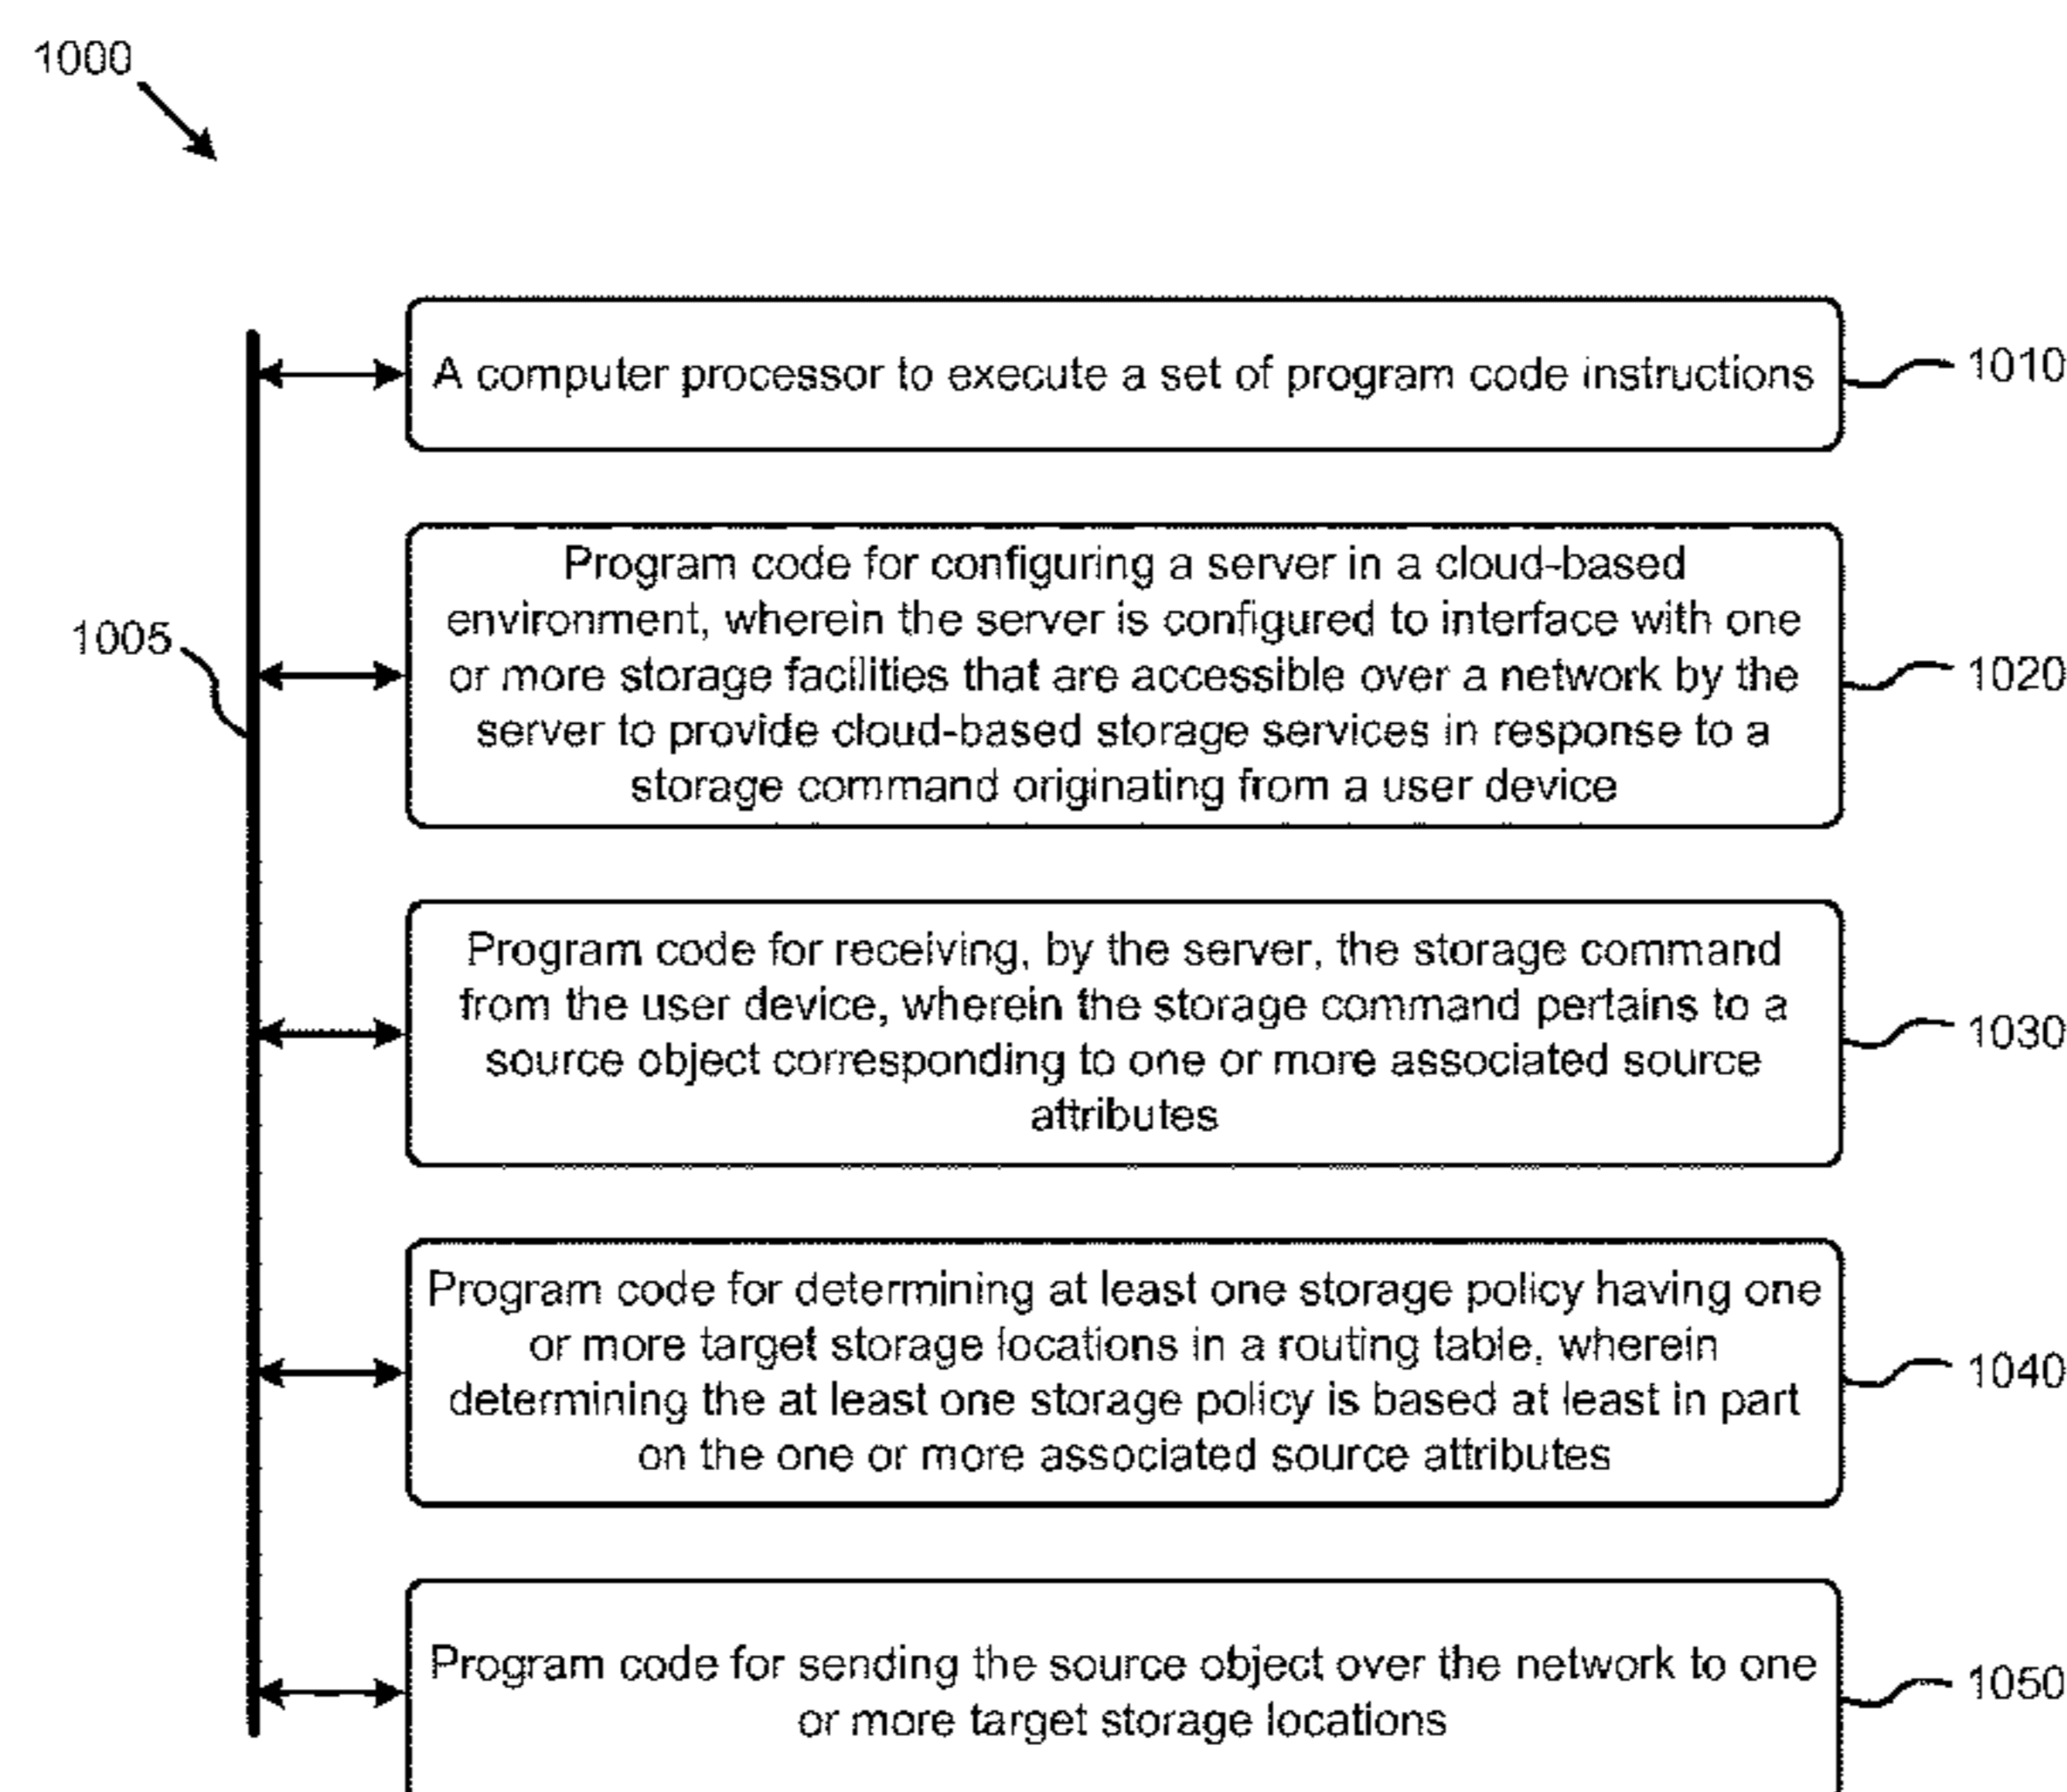 1000
A computer processor to execute a set of program code instructions
1010
Program code for configuring a server in a cloud-based
environment, wherein the server is configured to interface with one
or more storage facilities that are accessible over a network by the
server to provide cloud-based storage services in response to a
storage command originating from a user device
1005
1020
Program code for receiving, by the server, the storage command
from the user device, wherein the storage command pertains to a
source object corresponding to one or more associated source
attributes
1030
Program code for determining at least one storage policy having one
or more target storage locations in a routing table, wherein
determining the at least one storage policy is based at least in part
on the one or more associated source attributes
1040
Program code for sending the source object over the network to one
or more target storage locations
1050